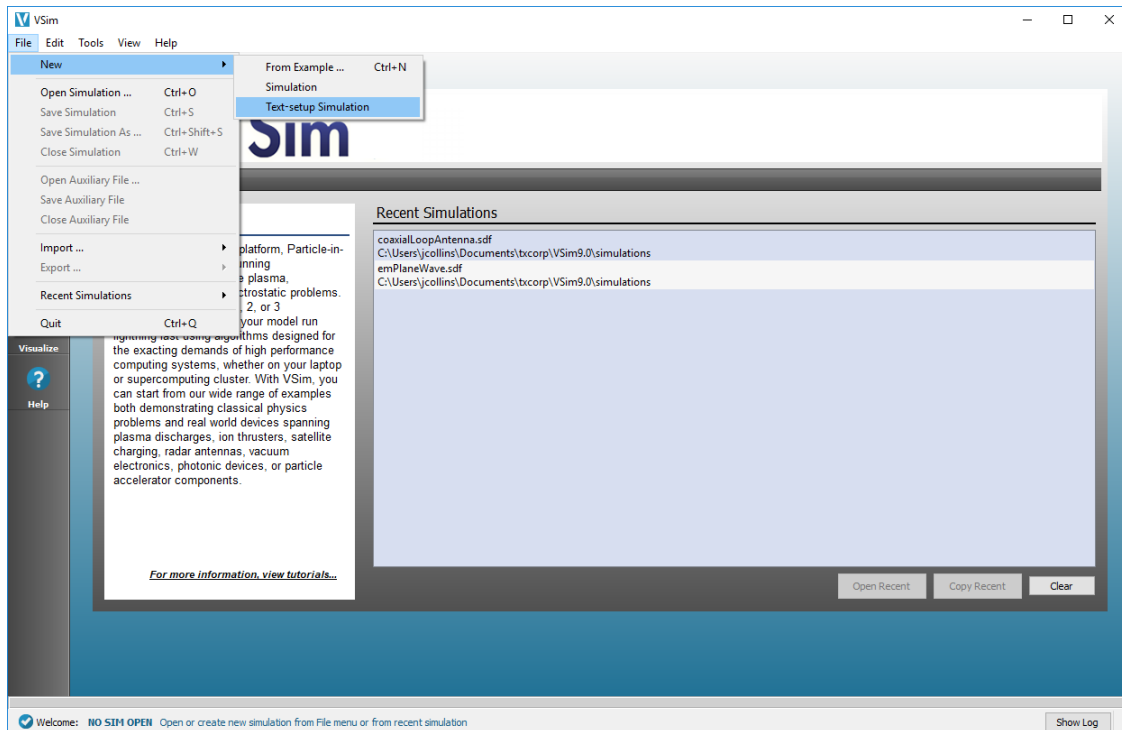 VSim
File Edit Tools View Help
New
From Example ... Ctrl+N
Simulation
Text-setup Simulation
Open Simulation ... Ctrl+O
Save Simulation Ctrl+S
Save Simulation As ... Ctrl+Shift+S
Close Simulation Ctrl+W
Open Auxiliary File ...
Save Auxiliary File
Close Auxiliary File
Import ...
Export ...
Recent Simulations
Quit Ctrl+Q
Sim
Visualize
Help
platform, Particle-in-
plasma,
trostatic problems.
, 2, or 3
your model run
lightning fast using algorithms designed for
the exacting demands of high performance
computing systems, whether on your laptop
or supercomputing cluster. With VSim, you
can start from our wide range of examples
both demonstrating classical physics
problems and real world devices spanning
plasma discharges, ion thrusters, satellite
charging, radar antennas, vacuum
electronics, photonic devices, or particle
accelerator components.
For more information, view tutorials...
Recent Simulations
coaxialLoopAntenna.sdf
C:\Users\jcollins\Documents\txcorp\VSim9.0\simulations
emPlaneWave.sdf
C:\Users\jcollins\Documents\txcorp\VSim9.0\simulations
Open Recent Copy Recent Clear
Welcome: NO SIM OPEN Open or create new simulation from File menu or from recent simulation
Show Log